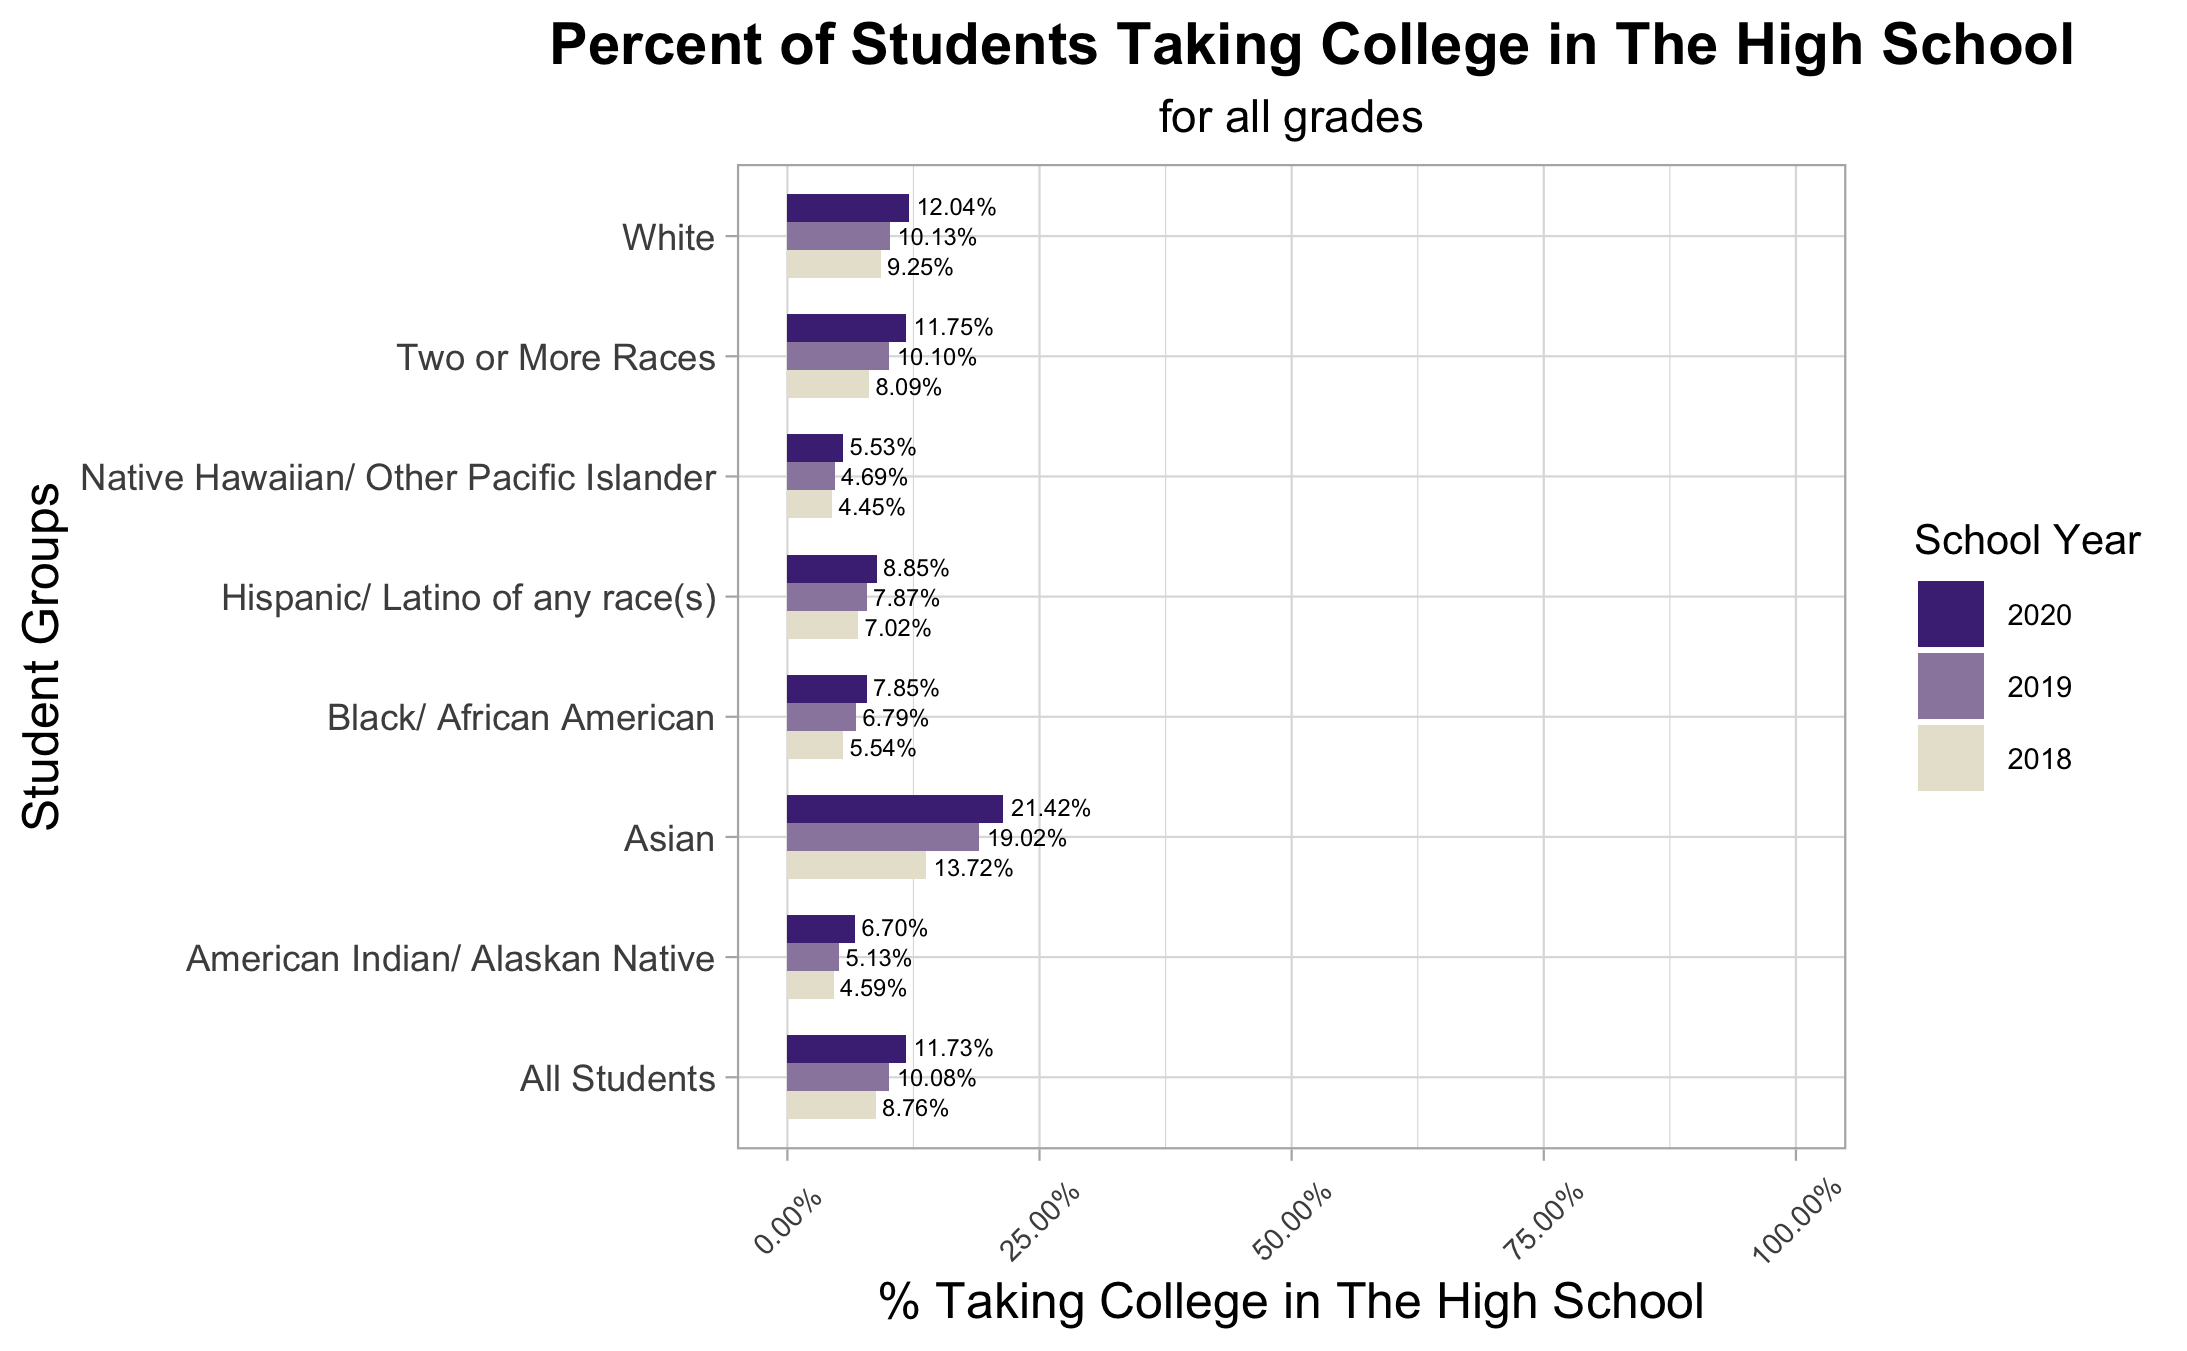 Percent of Students Taking College in The High School
for all grades
Student Groups
White
12.04%
10.13%
9.25%
Two or More Races
11.75%
10.10%
8.09%
Native Hawaiian/ Other Pacific Islander
5.53%
4.69%
4.45%
Hispanic/ Latino of any race(s)
8.85%
7.87%
7.02%
Black/ African American
7.85%
6.79%
5.54%
Asian
21.42%
19.02%
13.72%
American Indian/ Alaskan Native
6.70%
5.13%
4.59%
All Students
11.73%
10.08%
8.76%
0.00%
25.00%
50.00%
75.00%
100.00%
% Taking College in The High School
School Year
2020
2019
2018